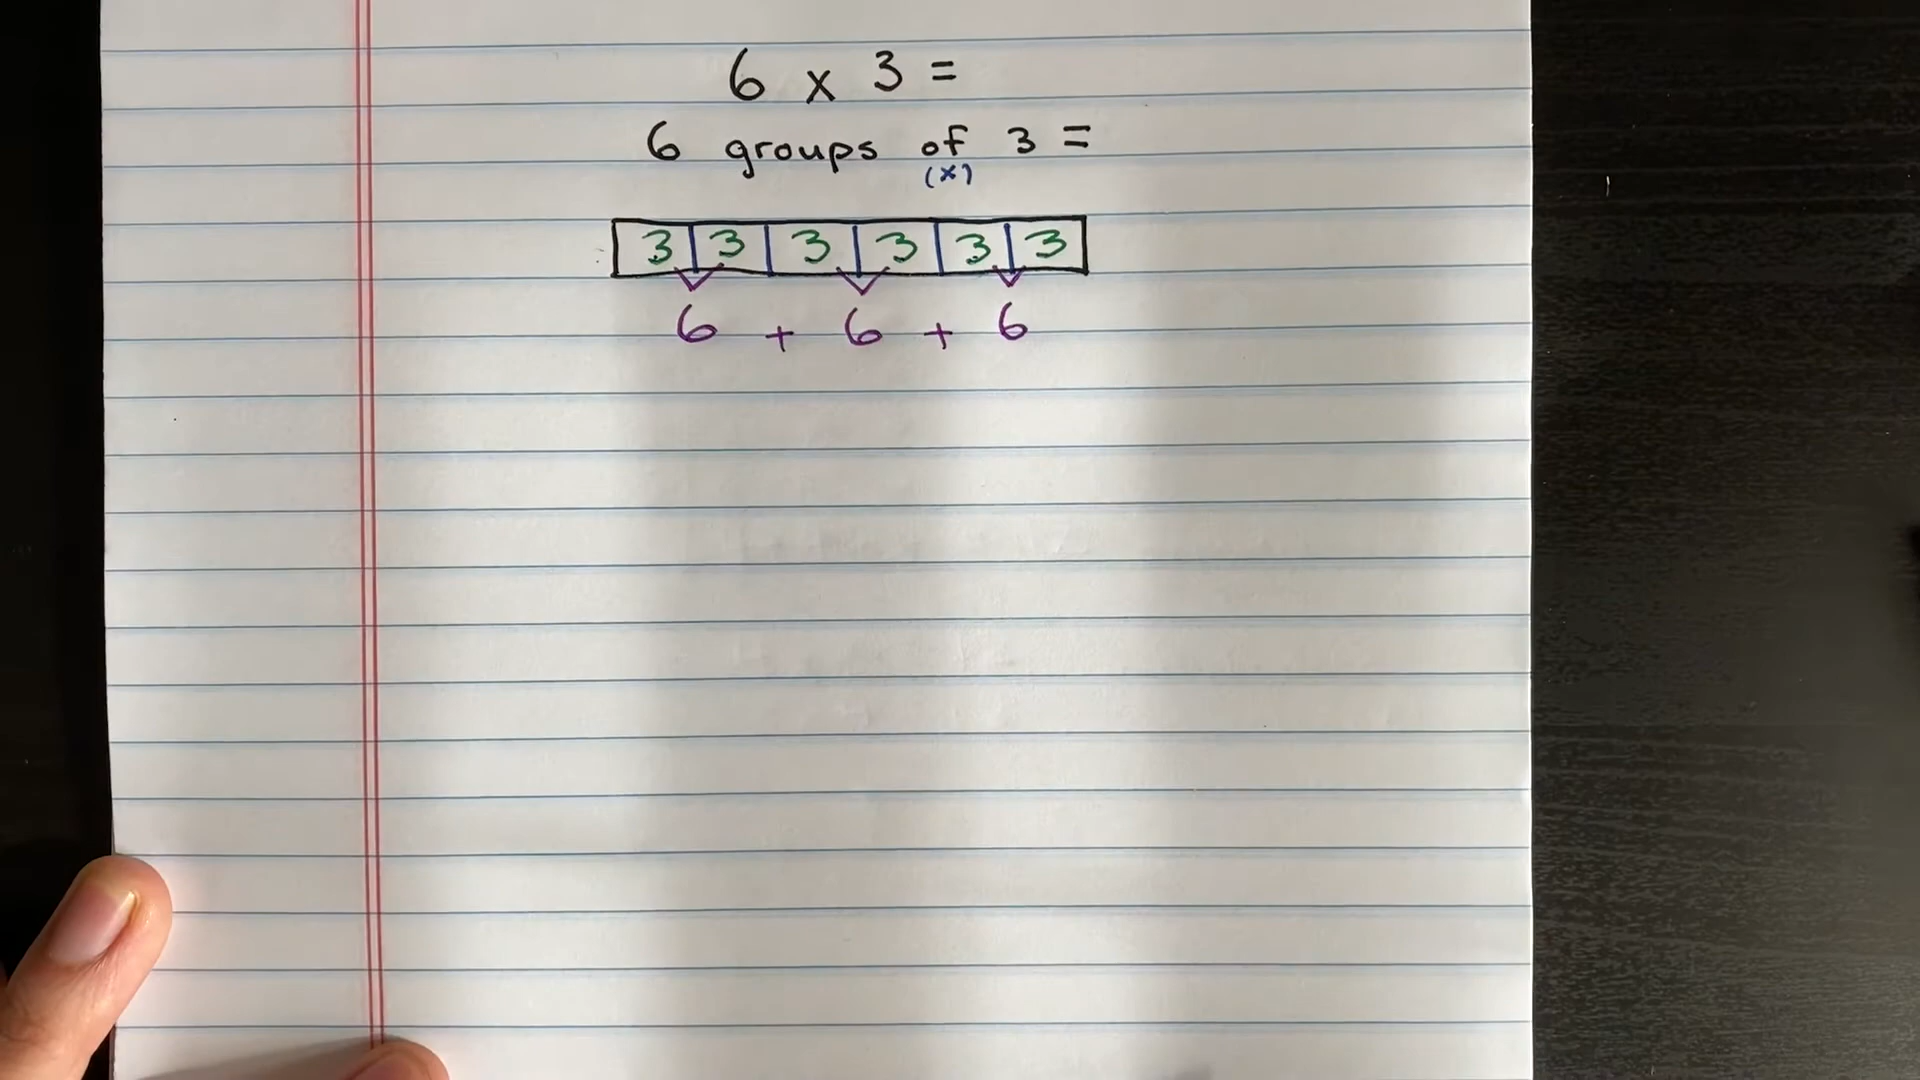 6 x 3 =
6 groups of 3 =
(x)
3 3 3 3 3 3
6 + 6 + 6